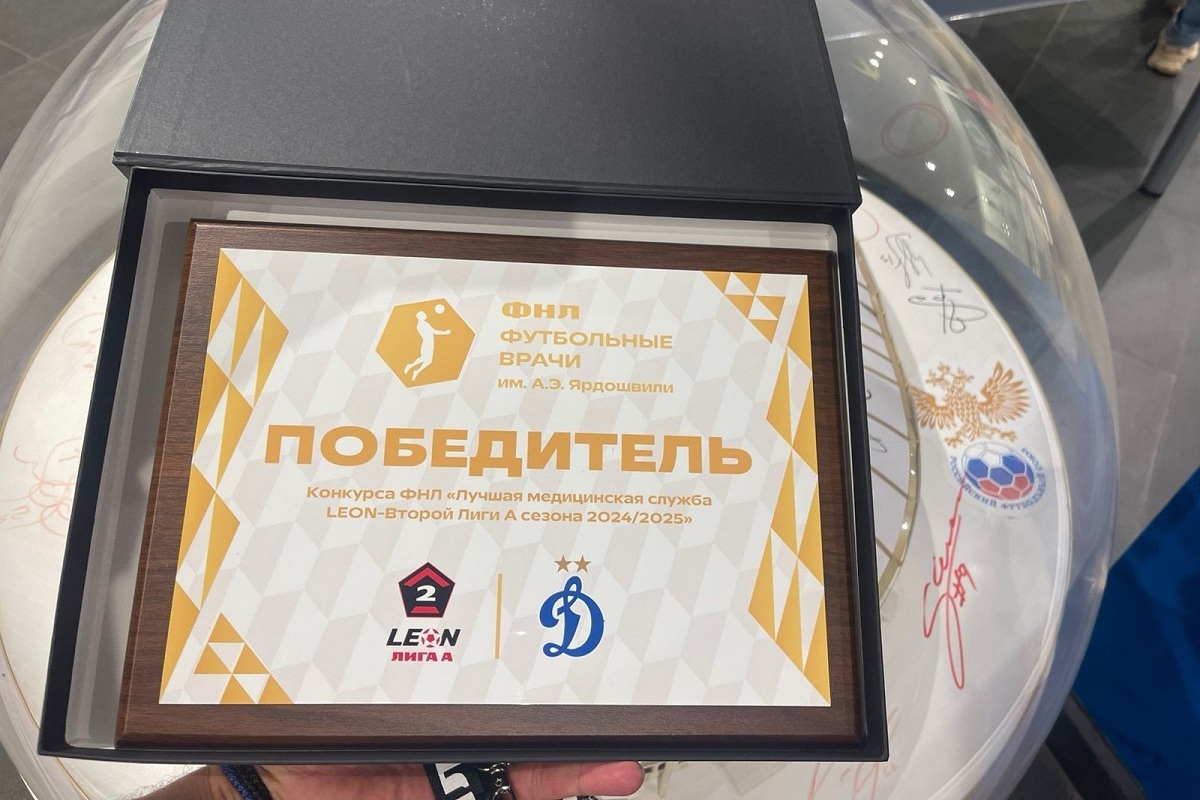 ФНЛ
ФУТБОЛЬНЫЕ
ВРАЧИ
им. А.Э. Ярдошвили
ПОБЕДИТЕЛЬ
Конкурса ФНЛ «Лучшая медицинская служба
LEON-Второй Лиги А сезона 2024/2025»
2
LEON
ЛИГА А
Д